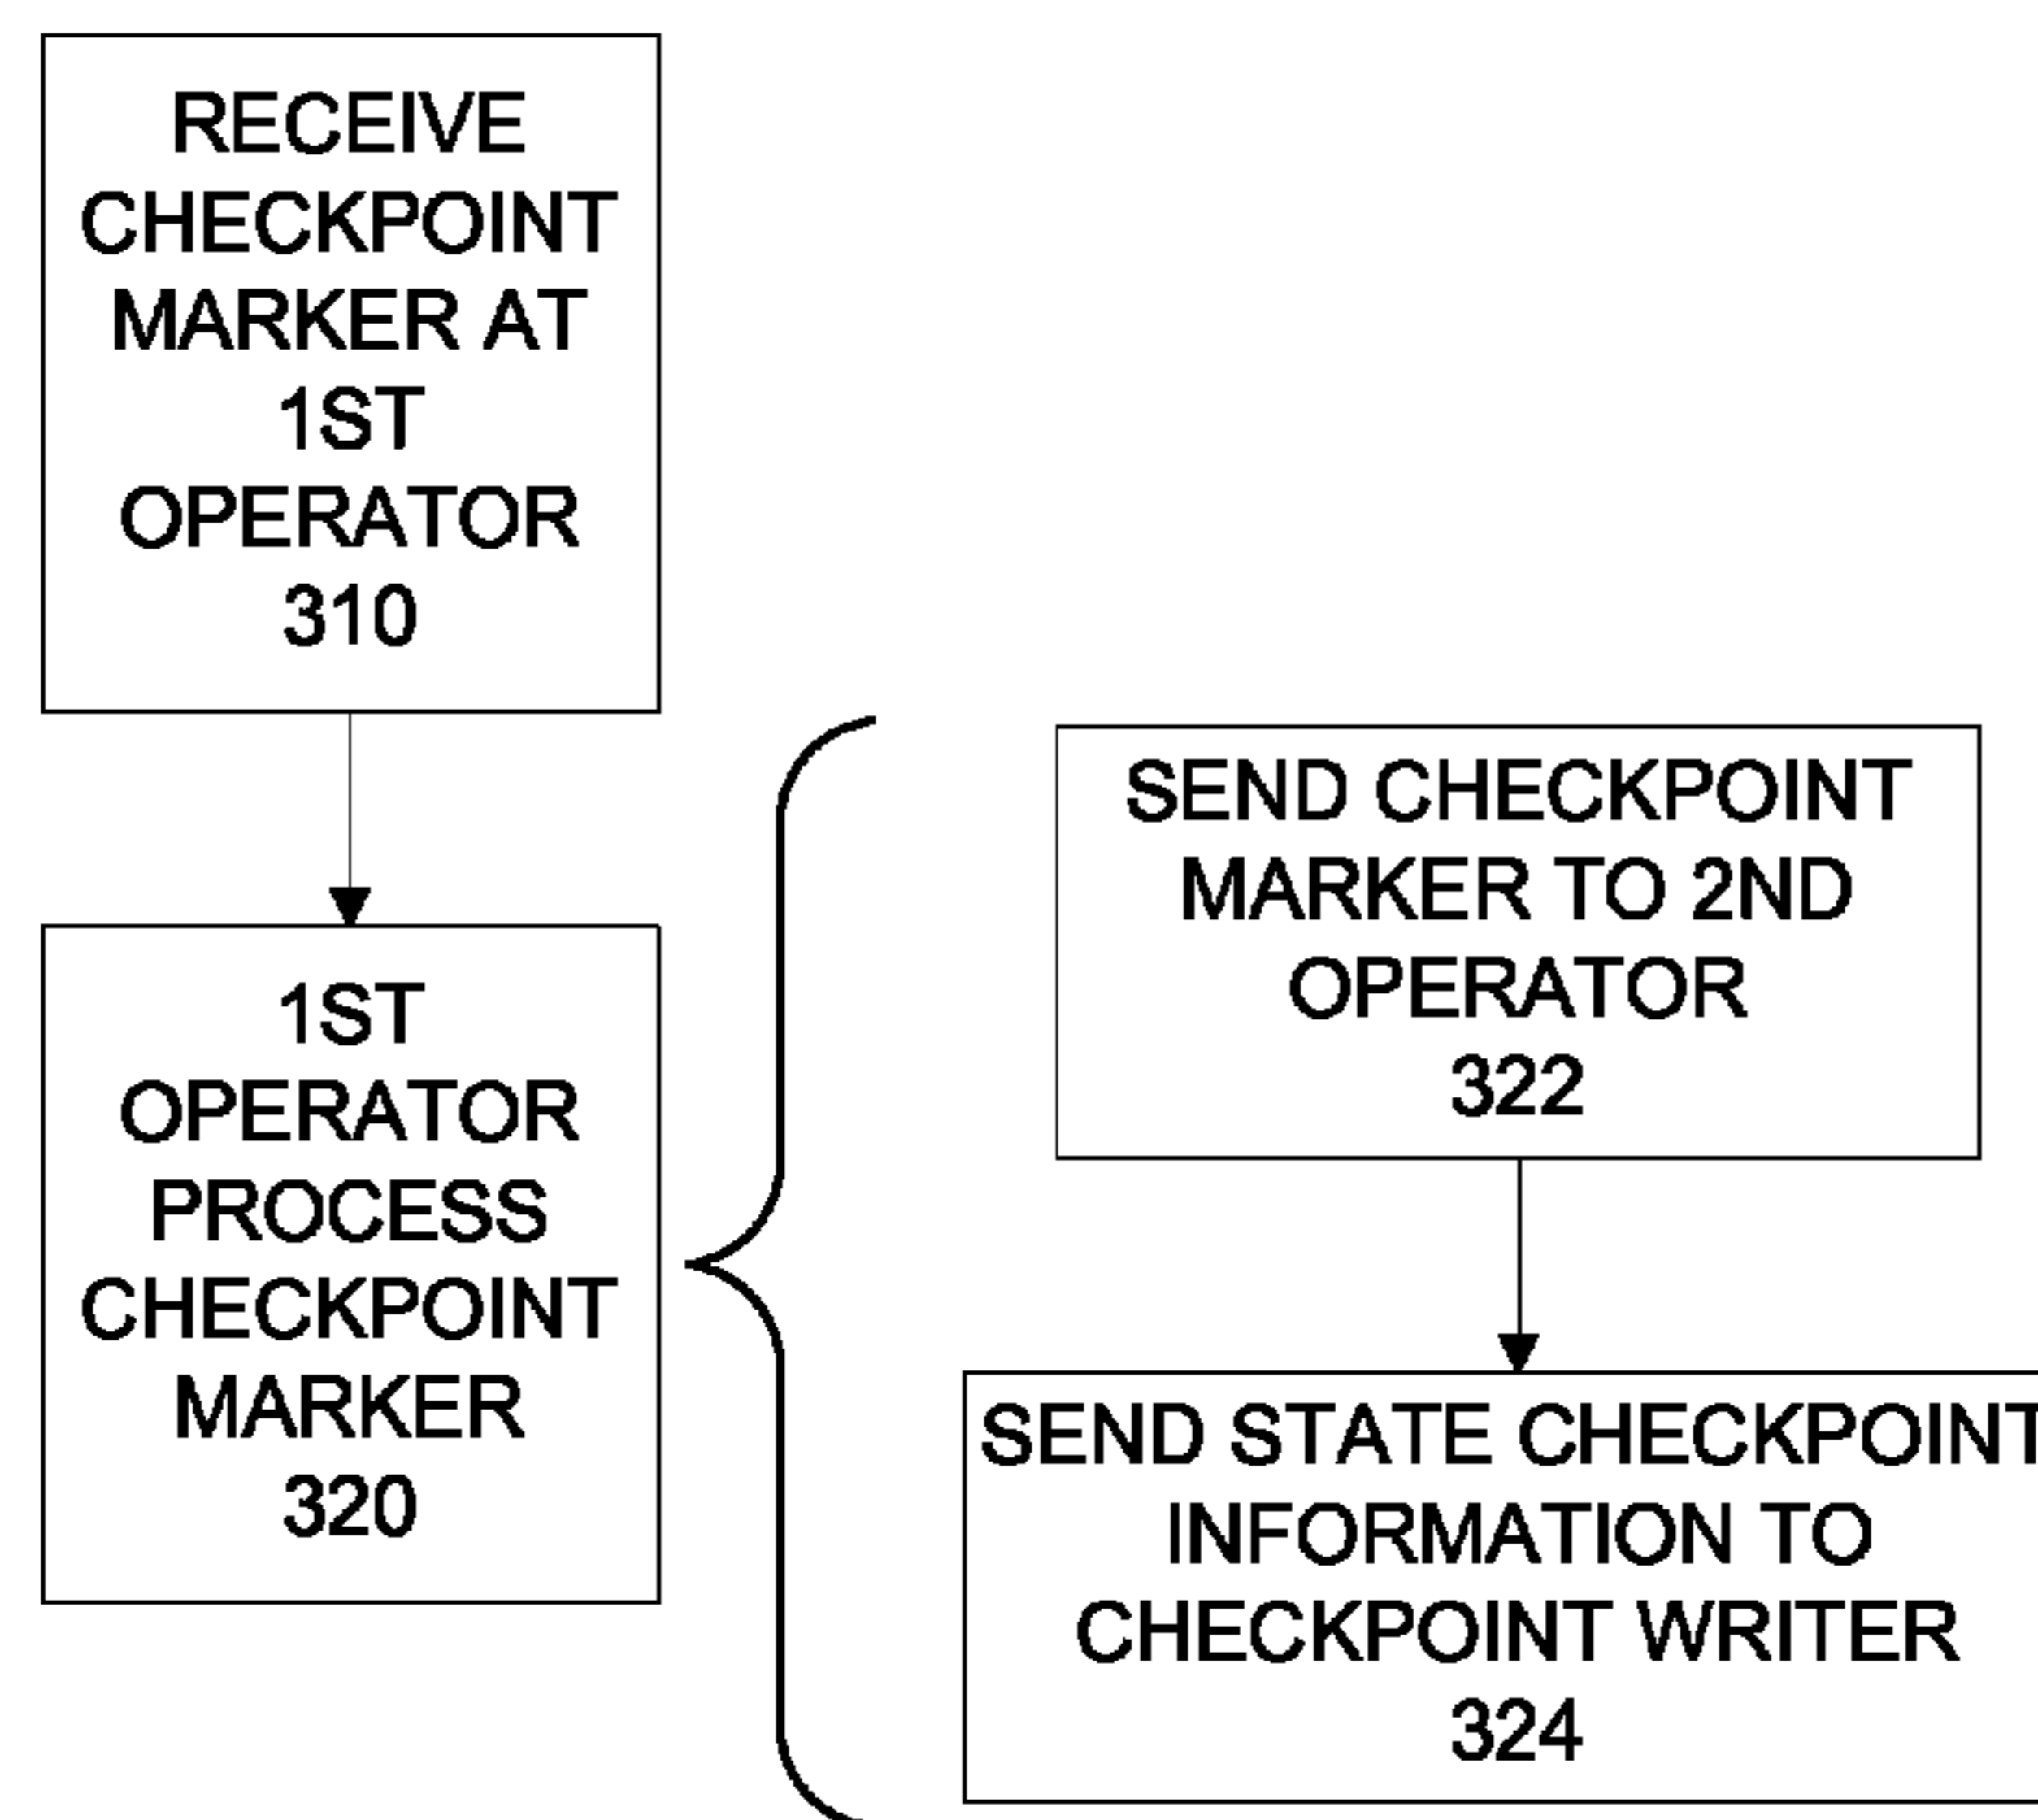 RECEIVE
CHECKPOINT
MARKER AT
1ST
OPERATOR
310
1ST
OPERATOR
PROCESS
CHECKPOINT
MARKER
320
SEND CHECKPOINT
MARKER TO 2ND
OPERATOR
322
SEND STATE CHECKPOINT
INFORMATION TO
CHECKPOINT WRITER
324